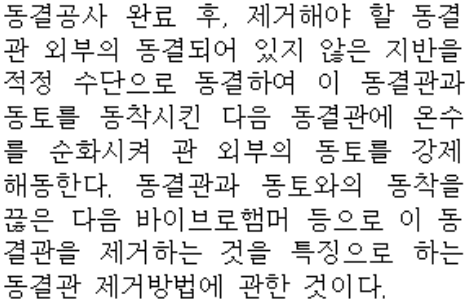 동결공사 완료 후, 제거해야 할 동결
관 외부의 동결되어 있지 않은 지반을
적정 수단으로 동결하여 이 동결관과
동토를 동착시킨 다음 동결관에 온수
를 순화시켜 관 외부의 동토를 강제
해동한다. 동결관과 동토와의 동착을
끊은 다음 바이브로햄머 등으로 이 동
결관을 제거하는 것을 특징으로 하는
동결관 제거방법에 관한 것이다.